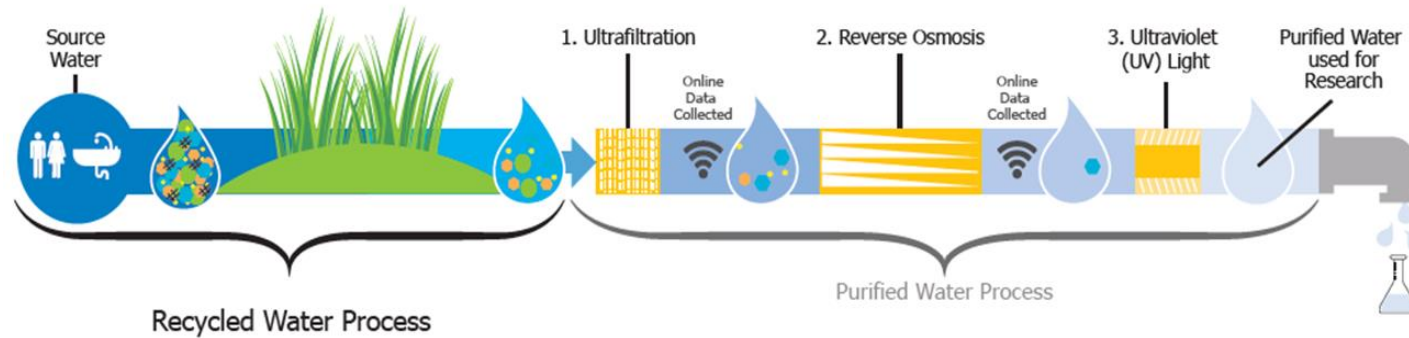 Source
Water
1. Ultrafiltration
Online
Data
Collected
2. Reverse Osmosis
Online
Data
Collected
3. Ultraviolet
(UV) Light
Purified Water
used for
Research
Recycled Water Process
Purified Water Process